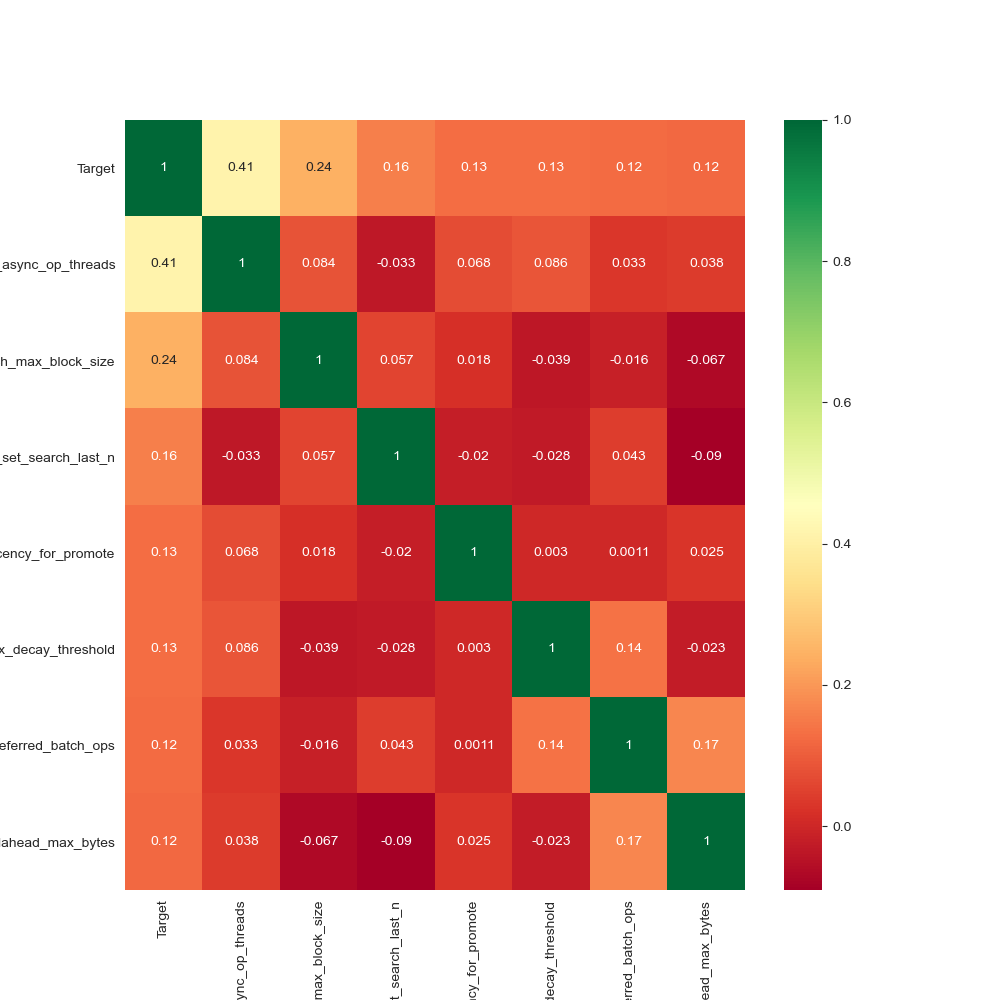 1.0
Target 1 0.41 0.24 0.16 0.13 0.13 0.12 0.12
0.8
_async_op_threads 0.41 1 0.084 -0.033 0.068 0.086 0.033 0.038
h_max_block_size 0.24 0.084 1 0.057 0.018 -0.039 -0.016 -0.067
0.6
_set_search_last_n 0.16 -0.033 0.057 1 -0.02 -0.028 0.043 -0.09
0.4
cency_for_promote 0.13 0.068 0.018 -0.02 1 0.003 0.0011 0.025
x_decay_threshold 0.13 0.086 -0.039 -0.028 0.003 1 0.14 -0.023
0.2
eferred_batch_ops 0.12 0.033 -0.016 0.043 0.0011 0.14 1 0.17
0.0
ahead_max_bytes 0.12 0.038 -0.067 -0.09 0.025 -0.023 0.17 1
Target
ync_op_threads
max_block_size
t_search_last_n
cy_for_promote
decay_threshold
rred_batch_ops
ead_max_bytes